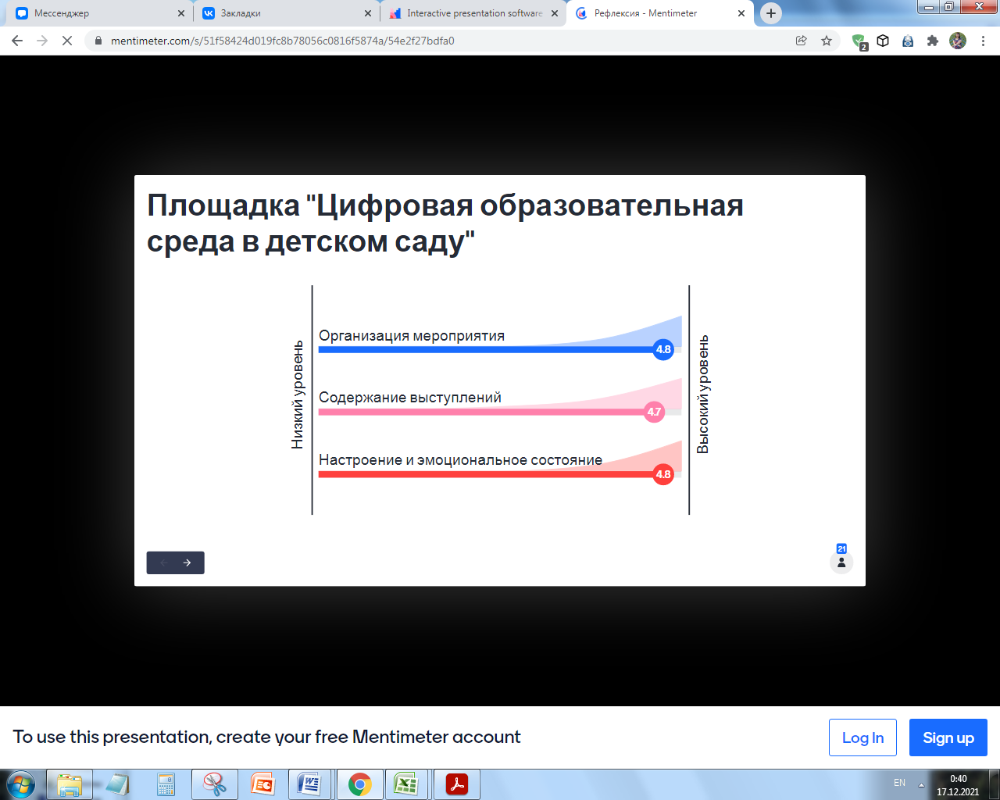 Мессенджер
Закладки
Interactive presentation software
Рефлексия - Mentimeter
mentimeter.com/s/51f58424d019fc8b78056c0816f5874a/54e2f27bdfa0
2
Площадка "Цифровая образовательная
среда в детском саду"
Низкий уровень
Организация мероприятия
4.8
Содержание выступлений
4.7
Настроение и эмоциональное состояние
4.8
Высокий уровень
21
To use this presentation, create your free Mentimeter account
Log In
Sign up
EN
0:40
17.12.2021